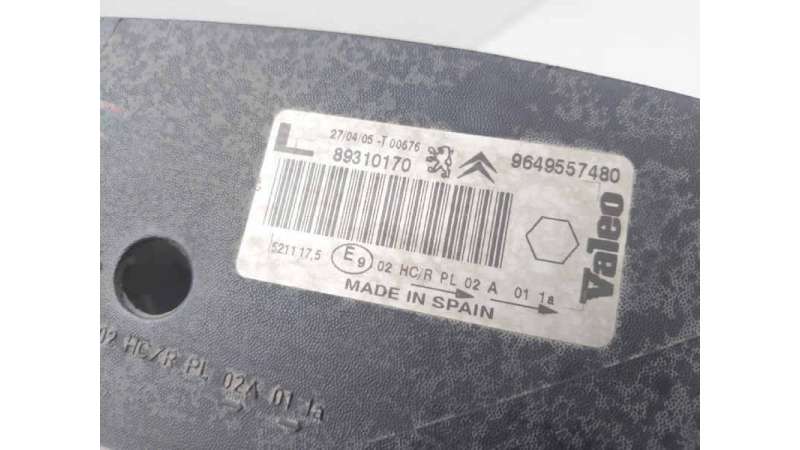 L 27/04/05 -T 00676
89310170 9649557480
5211 17,5 E9 02 HC/R PL 02 A 01 1a
MADE IN SPAIN
Valeo
02 HC/R PL 02A 01 1a